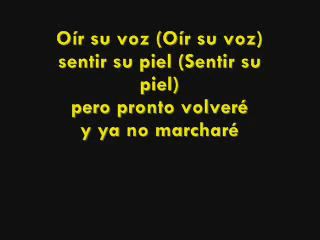 Oír su voz (Oír su voz)
sentir su piel (Sentir su
piel)
pero pronto volveré
y ya no marcharé